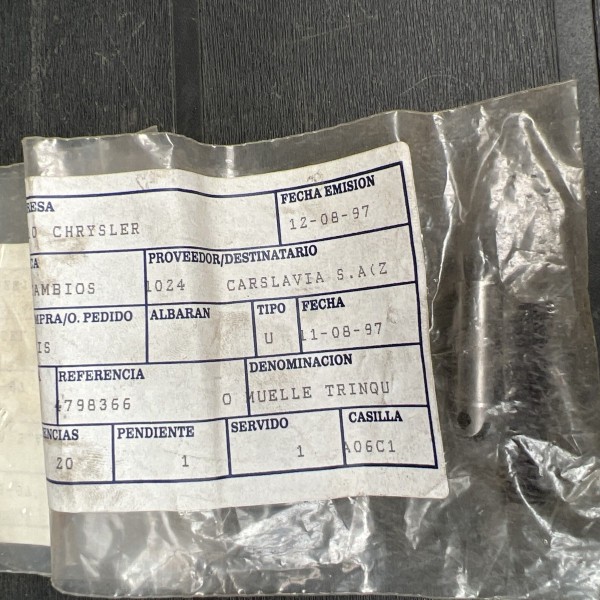 RESA
FECHA EMISION
O CHRYSLER
12-08-97
PROVEEDOR/DESTINATARIO
AMBIOS
1024 CARSLAVIA S.A(Z
MPRA/O. PEDIDO
ALBARAN
TIPO
FECHA
IS
U
11-08-97
REFERENCIA
DENOMINACION
4798366 O
MUELLE TRINQU
ENCIAS
PENDIENTE
SERVIDO
CASILLA
20
1
1
A06C1